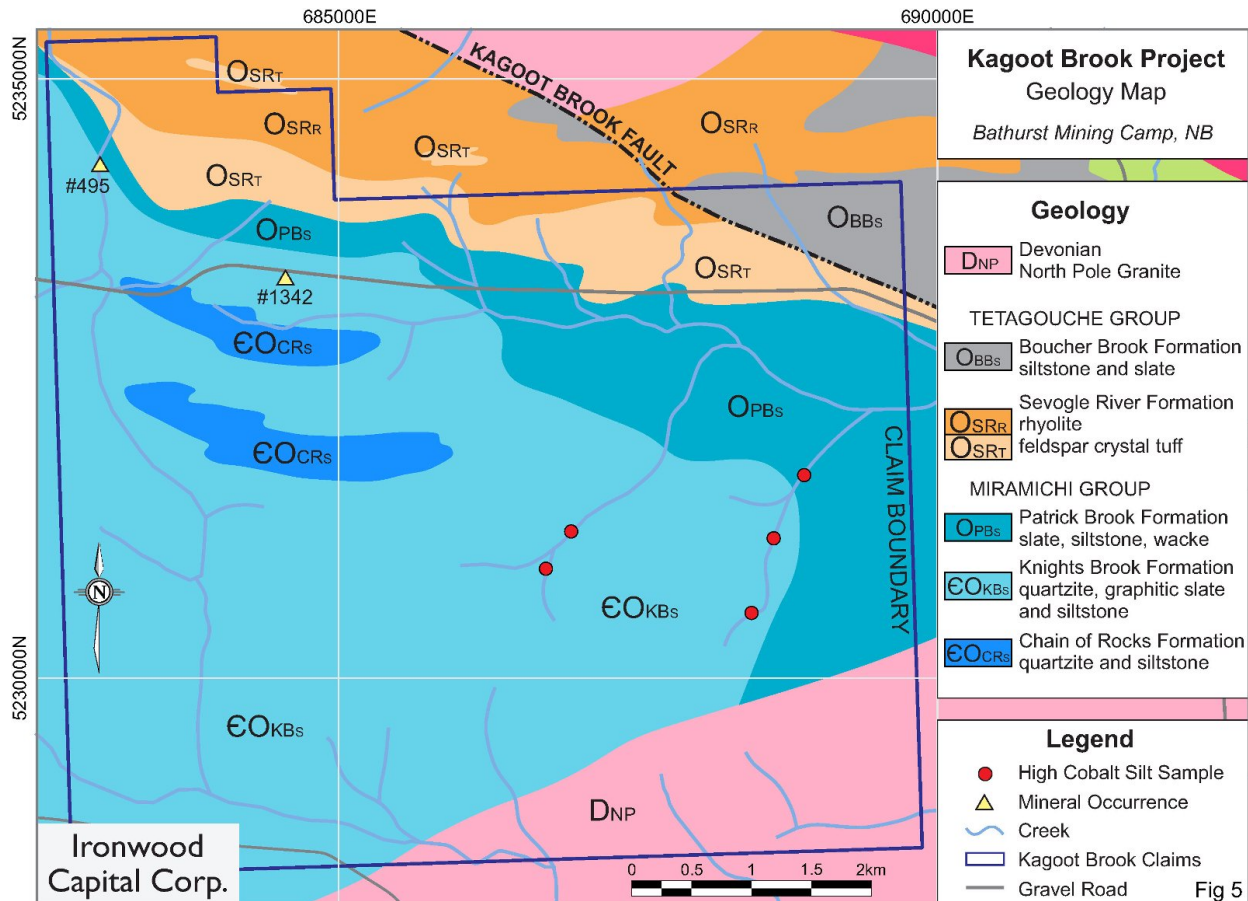 685000E
690000E
5235000N
5230000N
KAGOOT BROOK FAULT
OSRT
OSRR
OSRR
OSRT
OSRT
#495
OBBS
OPBS
OSRT
#1342
ЄOCRS
OPBS
ЄOCRS
CLAIM BOUNDARY
N
ЄOKBS
ЄOKBS
DNP
Ironwood
Capital Corp.
0 0.5 1 1.5 2km
Kagoot Brook Project
Geology Map
Bathurst Mining Camp, NB
Geology
DNP Devonian
North Pole Granite
TETAGOUCHE GROUP
OBBS Boucher Brook Formation
siltstone and slate
Sevogle River Formation
OSRR rhyolite
OSRT feldspar crystal tuff
MIRAMICHI GROUP
OPBS Patrick Brook Formation
slate, siltstone, wacke
Knights Brook Formation
ЄOKBS quartzite, graphitic slate
and siltstone
ЄOCRS Chain of Rocks Formation
quartzite and siltstone
Legend
High Cobalt Silt Sample
Mineral Occurrence
Creek
Kagoot Brook Claims
Gravel Road
Fig 5